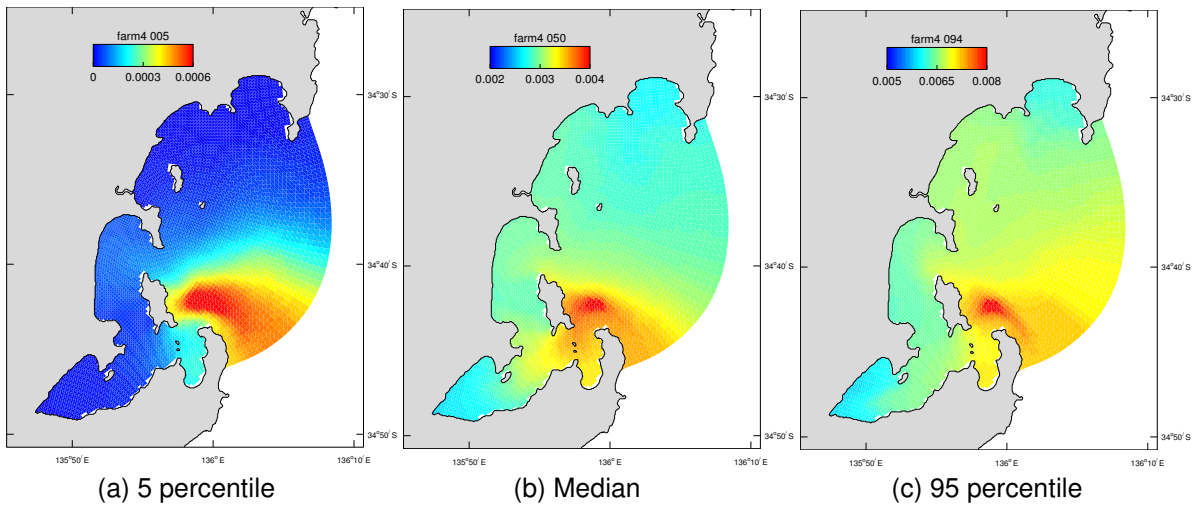 farm4 005
0 0.0003 0.0006
34°30′ S
34°40′ S
34°50′ S
135°50′ E 136°E 136°10′ E
(a) 5 percentile
farm4 050
0.002 0.003 0.004
34°30′ S
34°40′ S
34°50′ S
135°50′ E 136°E 136°10′ E
(b) Median
farm4 094
0.005 0.0065 0.008
34°30′ S
34°40′ S
34°50′ S
135°50′ E 136°E 136°10′ E
(c) 95 percentile